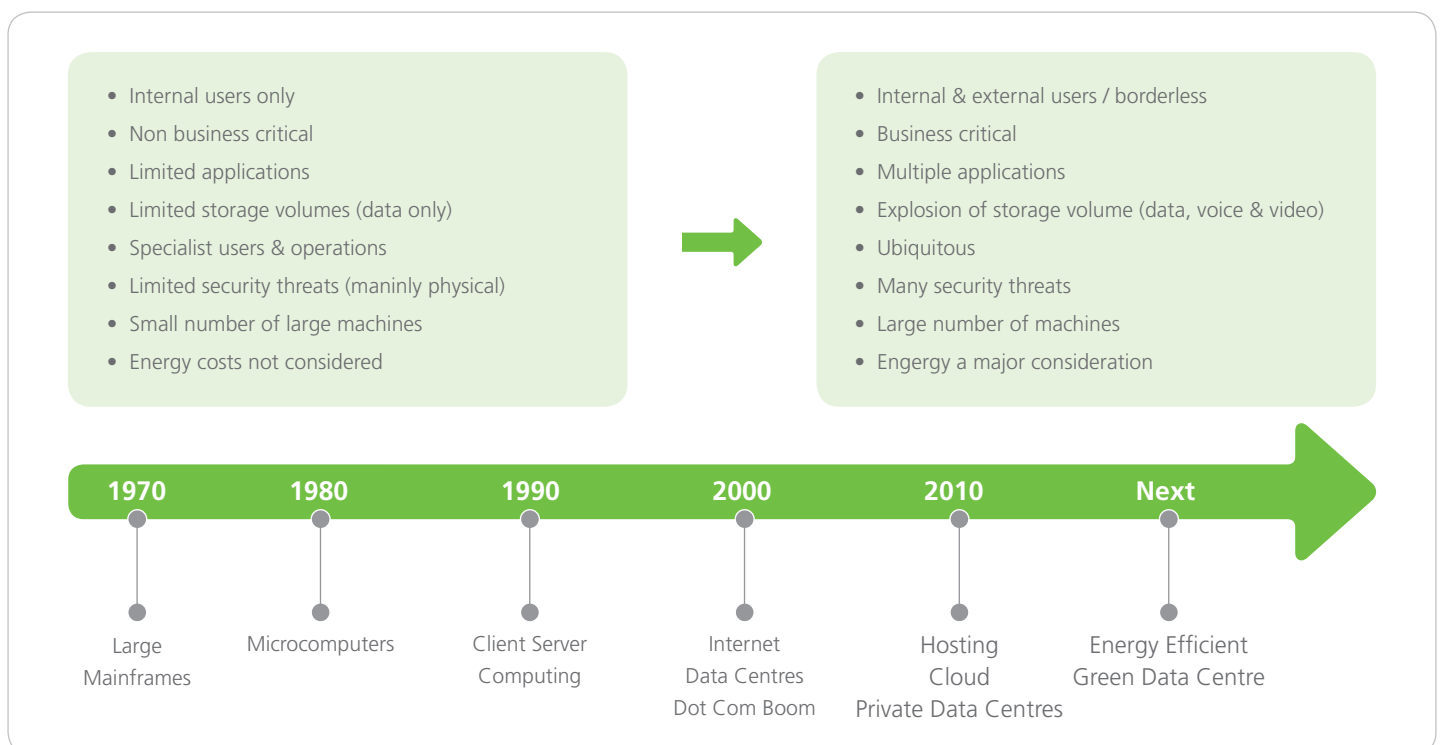 • Internal users only
• Non business critical
• Limited applications
• Limited storage volumes (data only)
• Specialist users & operations
• Limited security threats (maninly physical)
• Small number of large machines
• Energy costs not considered
• Internal & external users / borderless
• Business critical
• Multiple applications
• Explosion of storage volume (data, voice & video)
• Ubiquitous
• Many security threats
• Large number of machines
• Engergy a major consideration
1970
1980
1990
2000
2010
Next
Large
Mainframes
Microcomputers
Client Server
Computing
Internet
Data Centres
Dot Com Boom
Hosting
Cloud
Private Data Centres
Energy Efficient
Green Data Centre